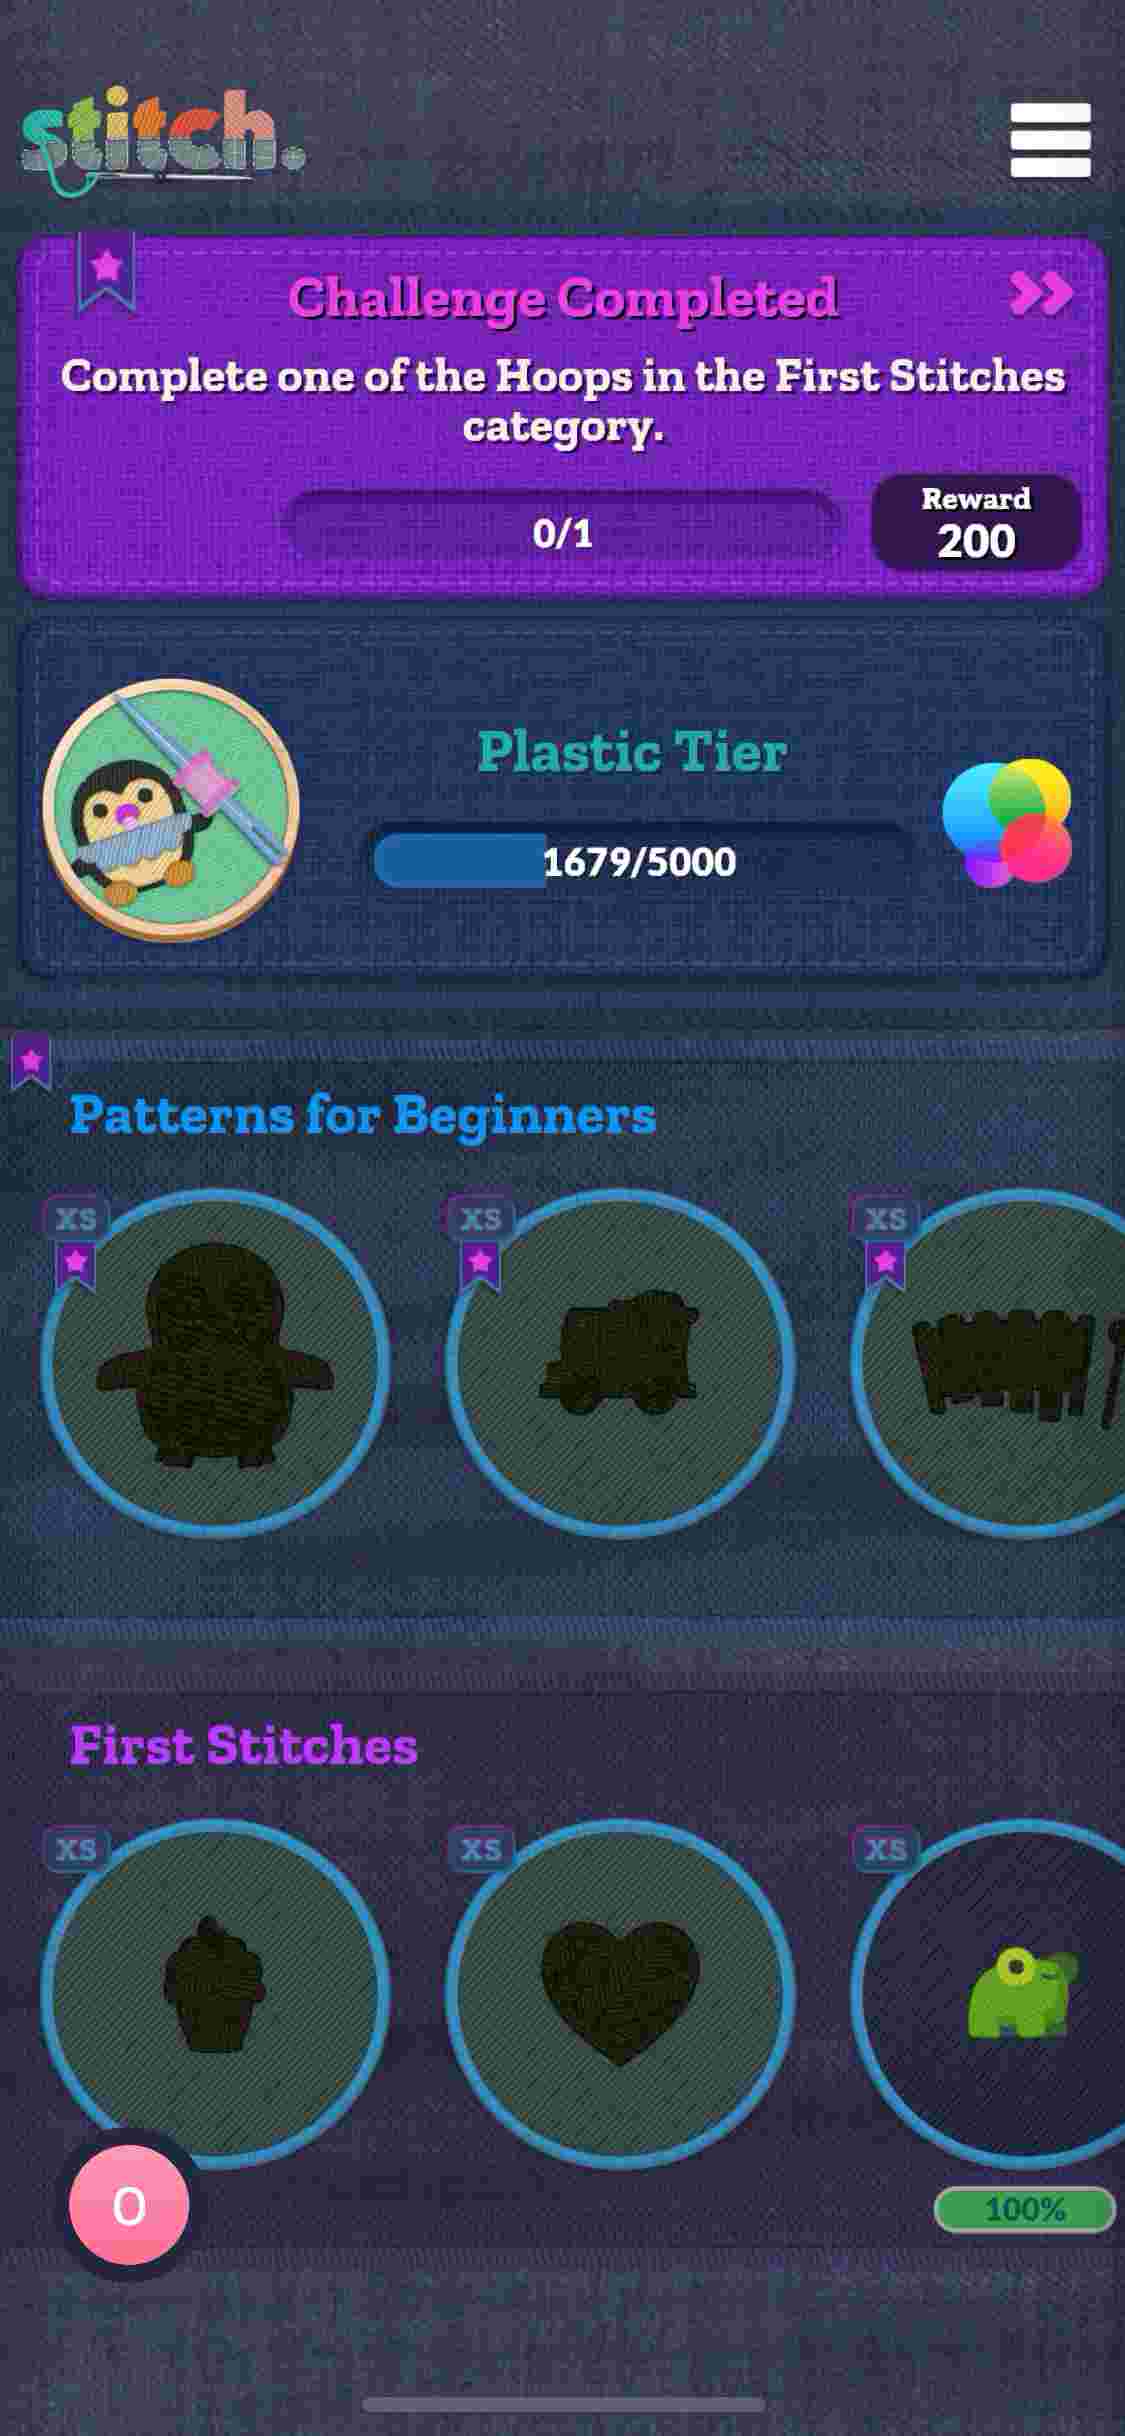 stitch.
Challenge Completed
Complete one of the Hoops in the First Stitches
category.
0/1
Reward
200
Plastic Tier
1679/5000
Patterns for Beginners
XS
XS
XS
First Stitches
XS
XS
XS
0
100%